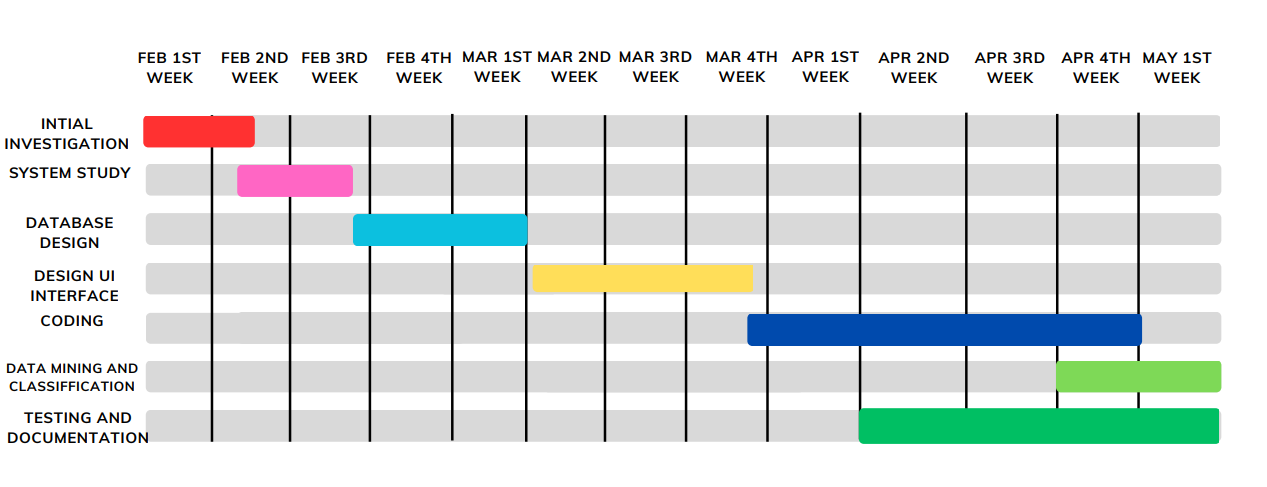 FEB 1ST
WEEK
FEB 2ND
WEEK
FEB 3RD
WEEK
FEB 4TH
WEEK
MAR 1ST
WEEK
MAR 2ND
WEEK
MAR 3RD
WEEK
MAR 4TH
WEEK
APR 1ST
WEEK
APR 2ND
WEEK
APR 3RD
WEEK
APR 4TH
WEEK
MAY 1ST
WEEK
INTIAL
INVESTIGATION
SYSTEM STUDY
DATABASE
DESIGN
DESIGN UI
INTERFACE
CODING
DATA MINING AND
CLASSIFFICATION
TESTING AND
DOCUMENTATION